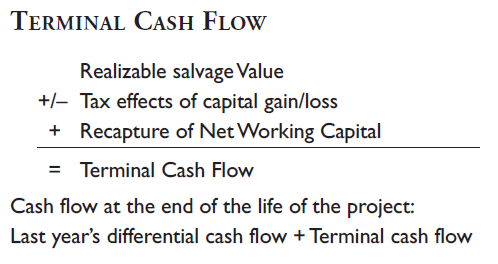 TERMINAL CASH FLOW
Realizable salvage Value
+/– Tax effects of capital gain/loss
+ Recapture of Net Working Capital
= Terminal Cash Flow
Cash flow at the end of the life of the project:
Last year's differential cash flow + Terminal cash flow